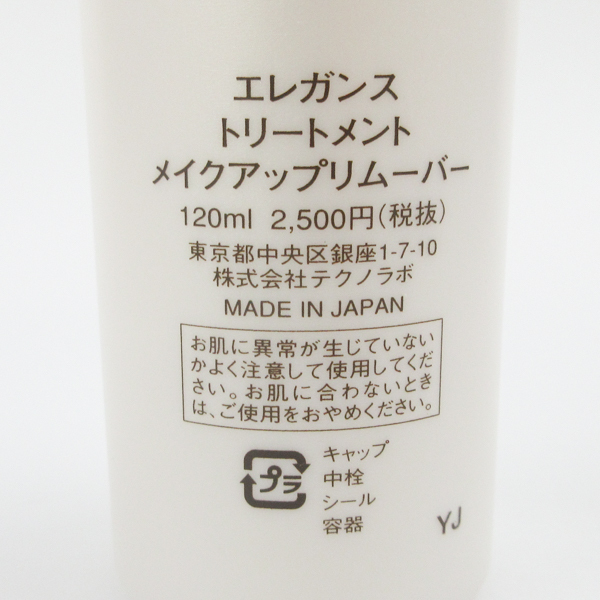 エレガンス
トリートメント
メイクアップリムーバー
120ml 2,500円(税抜)
東京都中央区銀座1-7-10
株式会社テクノラボ
MADE IN JAPAN
お肌に異常が生じていない
かよく注意して使用してくだ
さい。お肌に合わないとき
は、ご使用をおやめください。
プラ
キャップ
中栓
シール
容器
YJ